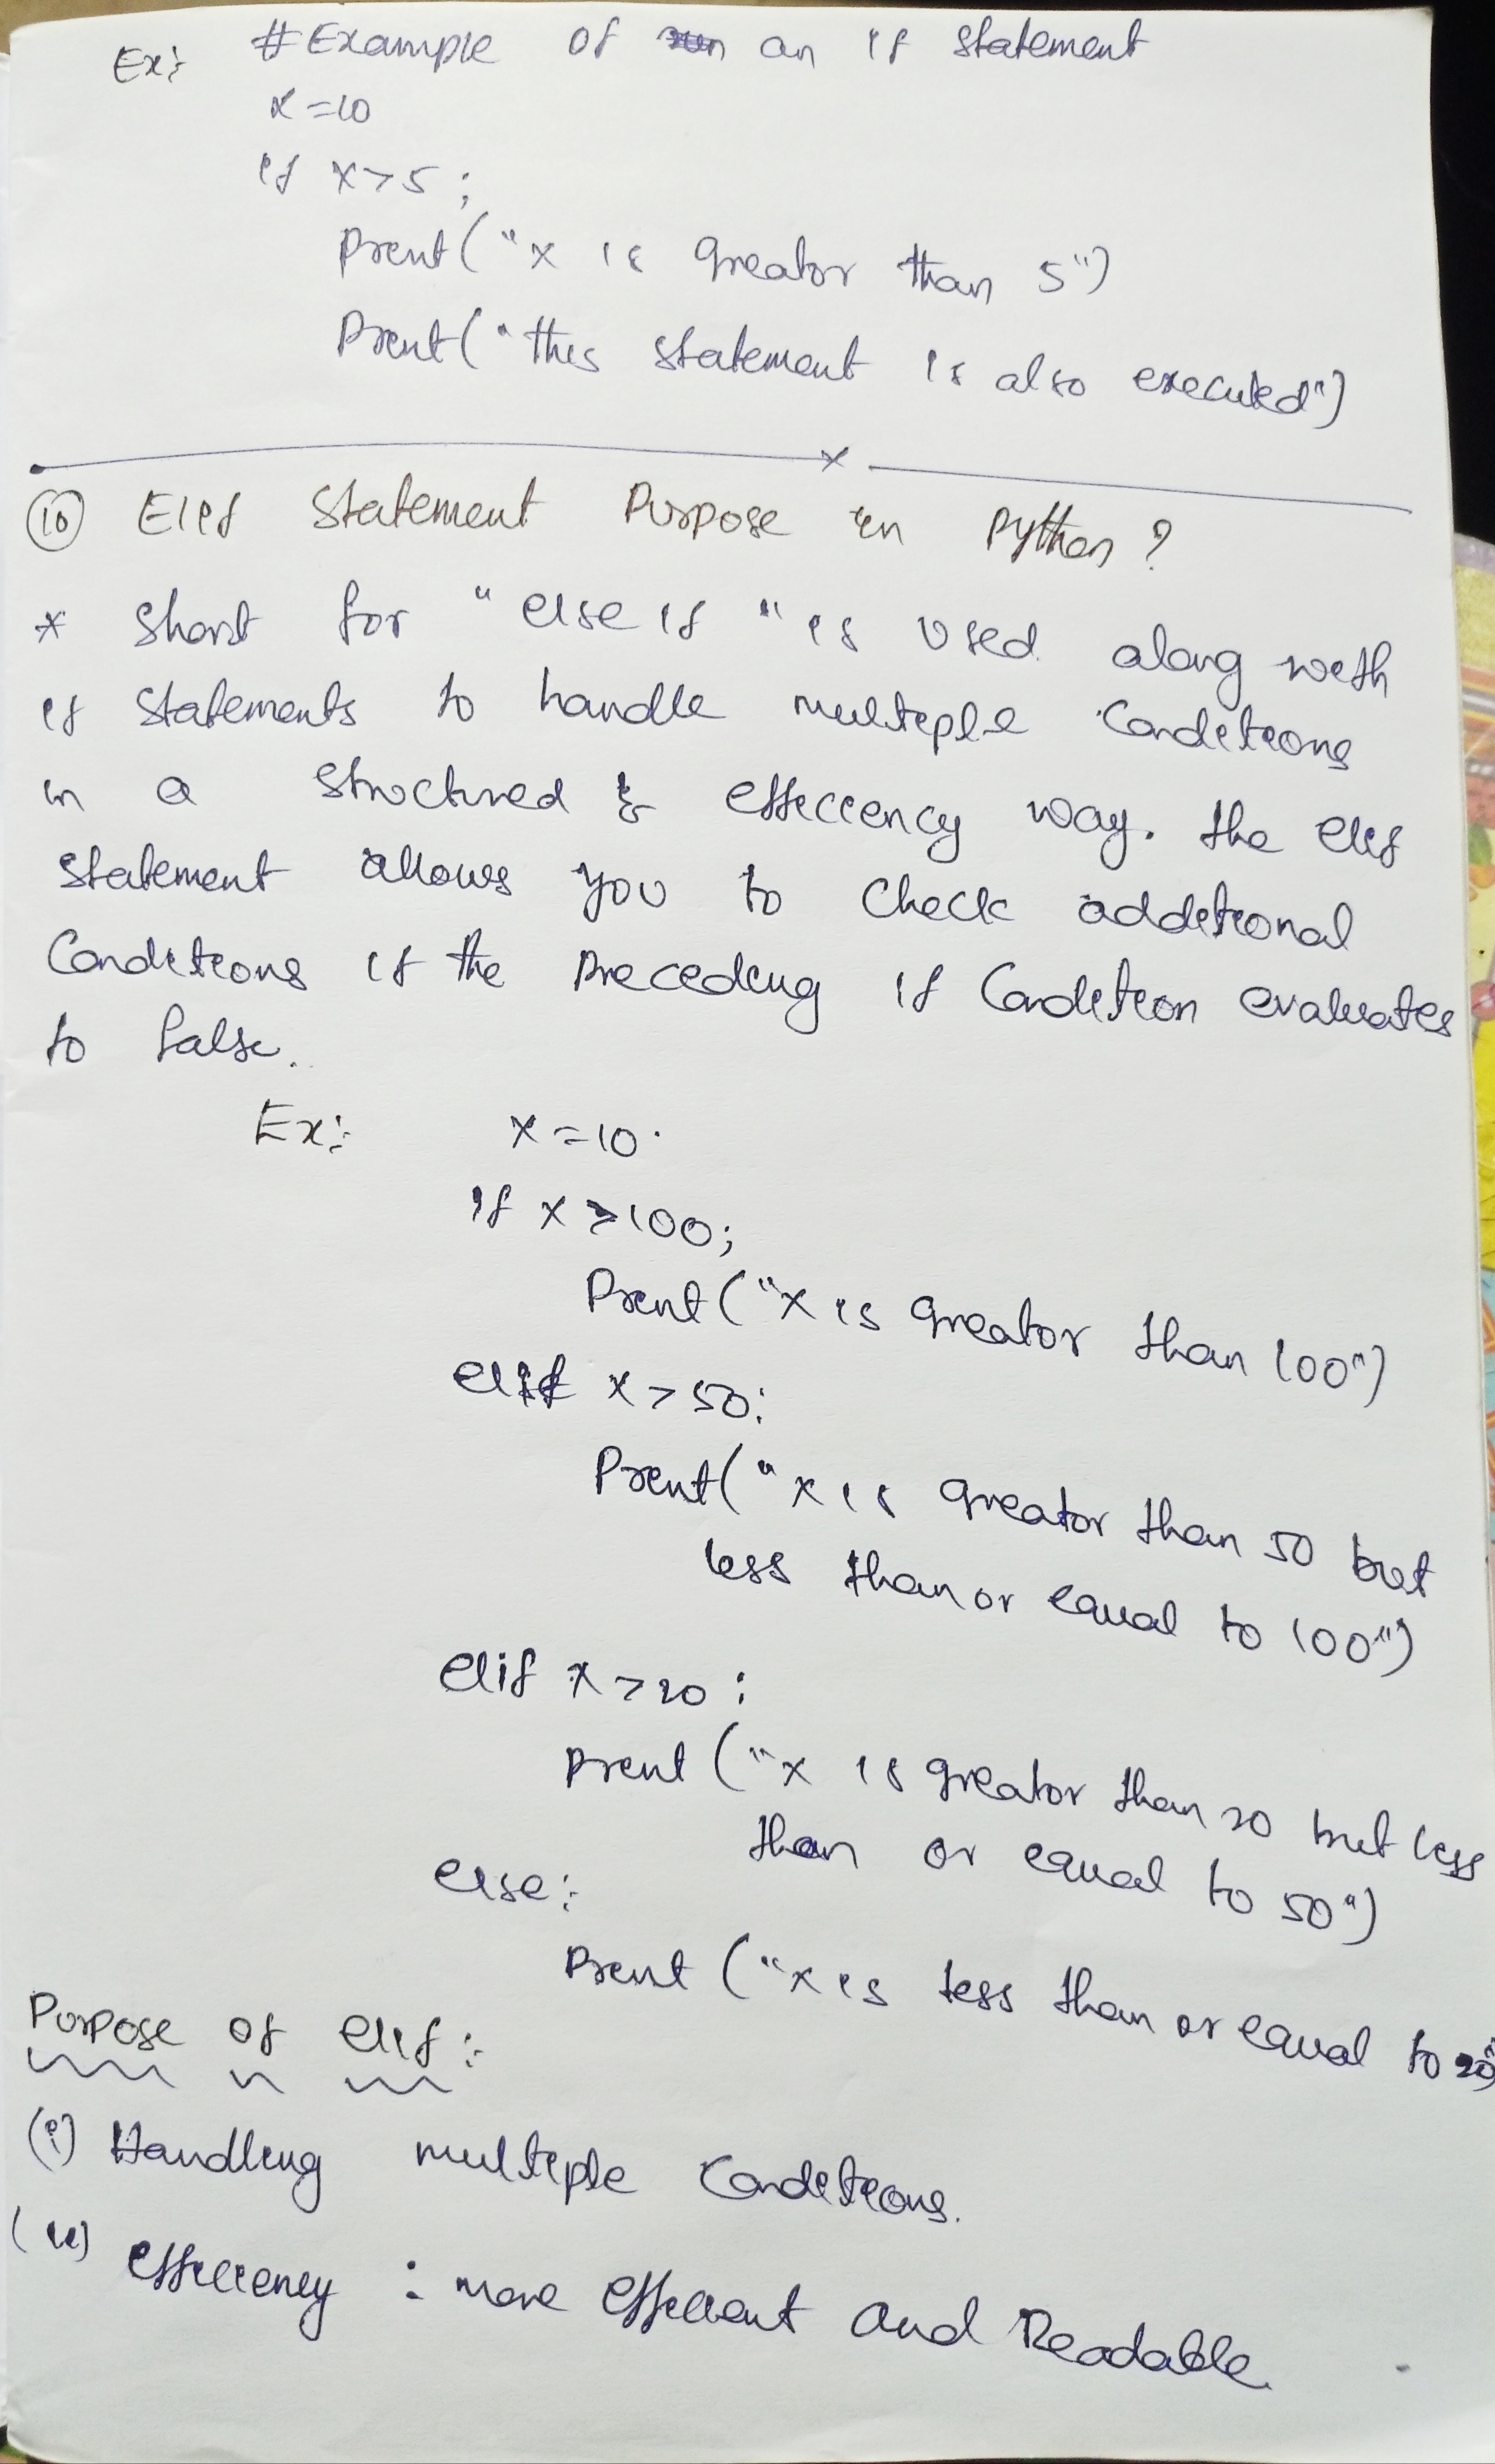 Ex: #Example of an if statement
x=10
if x>5;
Print("x is greator than 5")
Print("this statement is also executed")
⑩ Elif Statement Purpose in Python?
* Short for "else if" is used along with
if statements to handle multiple Conditions
in a structured & efficiency way. the elif
statement allows you to check additional
Conditions if the preceding if Condition evaluates
to false.
Ex: x=10
if x>100;
Print("x is greator than 100")
elif x>50:
Print("x is greator than 50 but
less than or equal to 100")
elif x>20:
print("x is greator than 20 but less
than or equal to 50")
else:
Print("x is less than or equal to 20"
Purpose of elif:
(i) Handling multiple Conditions.
(ii) efficiency : more efficient and Readable